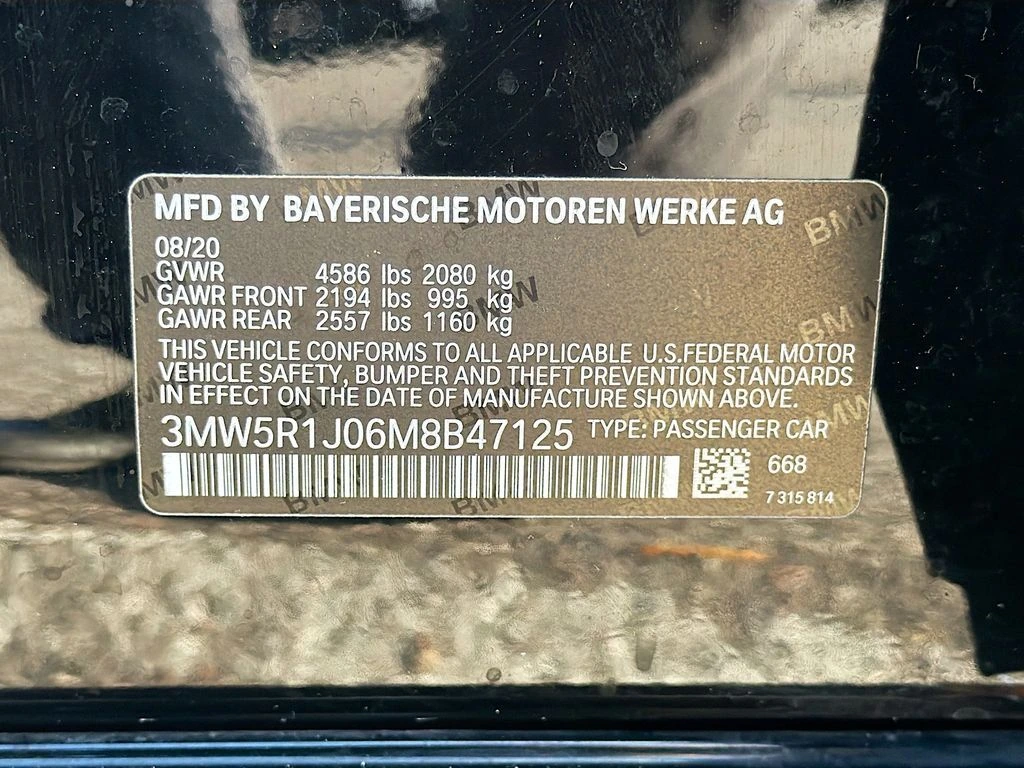 MFD BY BAYERISCHE MOTOREN WERKE AG
08/20
GVWR 4586 lbs 2080 kg
GAWR FRONT 2194 lbs 995 kg
GAWR REAR 2557 lbs 1160 kg
THIS VEHICLE CONFORMS TO ALL APPLICABLE U.S.FEDERAL MOTOR
VEHICLE SAFETY, BUMPER AND THEFT PREVENTION STANDARDS
IN EFFECT ON THE DATE OF MANUFACTURE SHOWN ABOVE.
3MW5R1J06M8B47125 TYPE: PASSENGER CAR
668
7 315 814